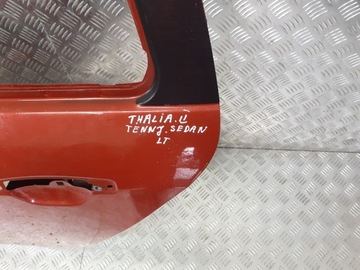 THALIA. II
TENNJ. SEDAN
LT